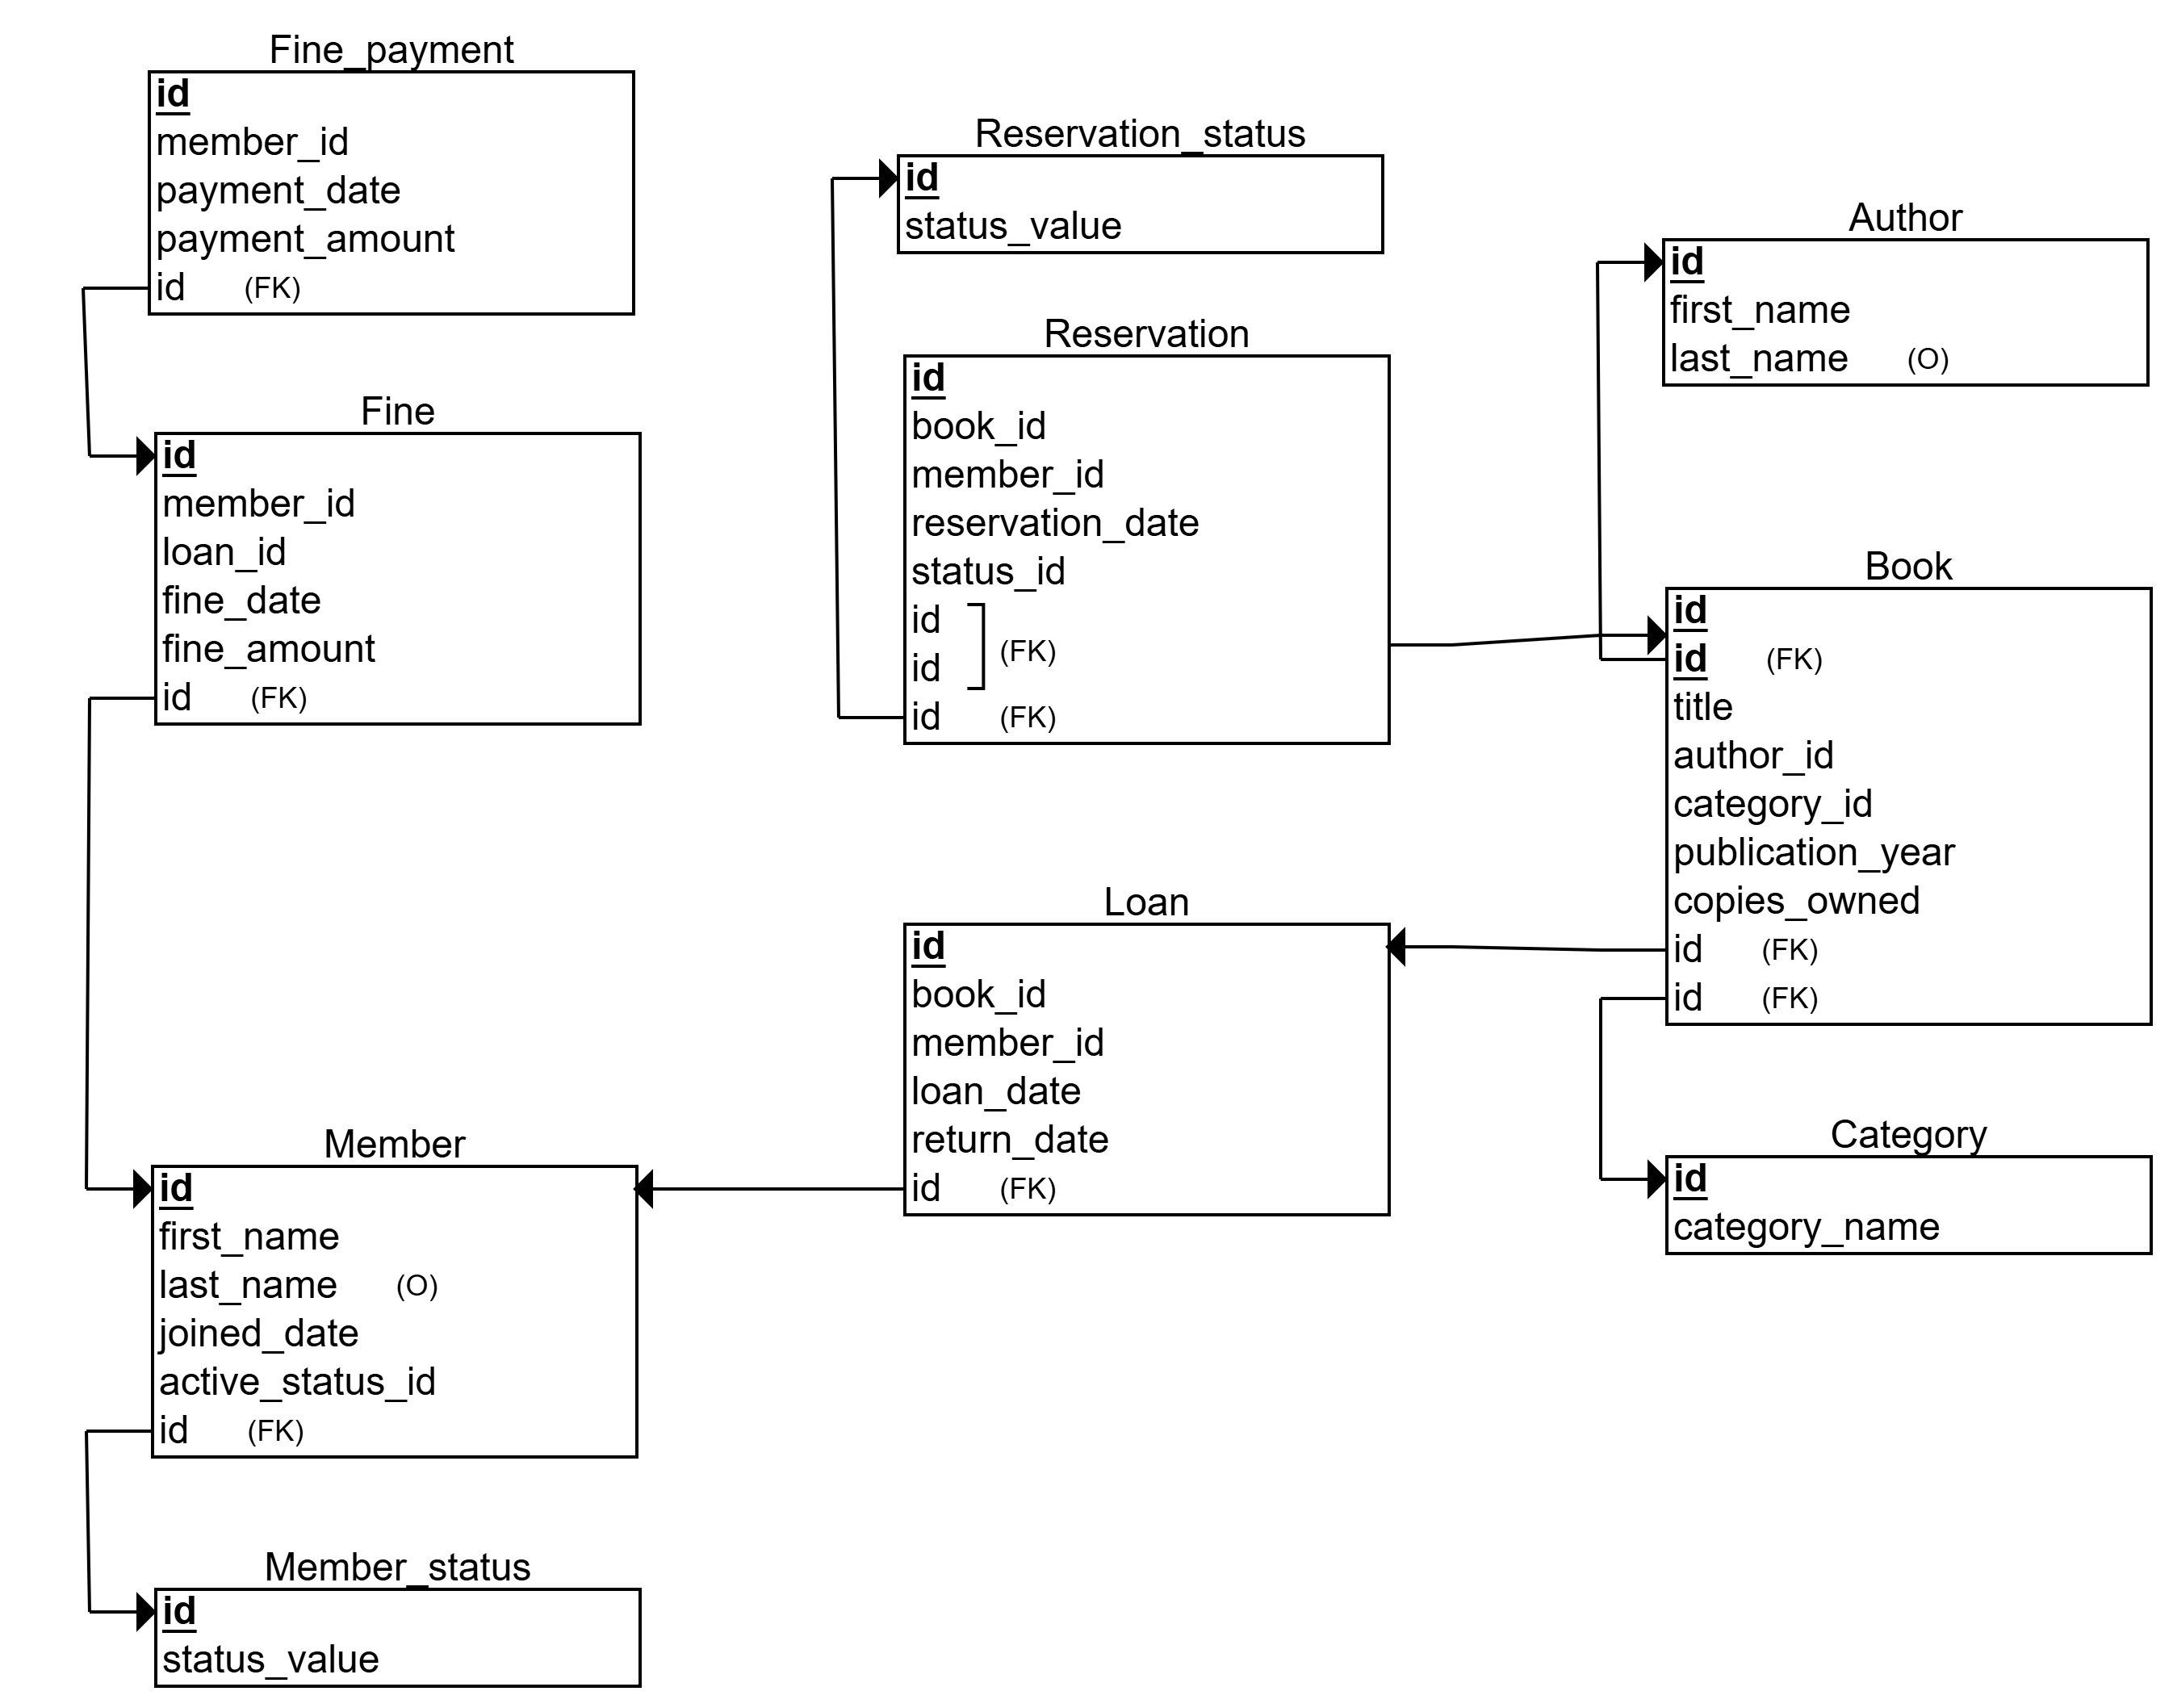 Fine_payment
id
member_id
payment_date
payment_amount
id (FK)
Fine
id
member_id
loan_id
fine_date
fine_amount
id (FK)
Member
id
first_name
last_name (O)
joined_date
active_status_id
id (FK)
Member_status
id
status_value
Reservation_status
id
status_value
Reservation
id
book_id
member_id
reservation_date
status_id
id
(FK)
id
id (FK)
Loan
id
book_id
member_id
loan_date
return_date
id (FK)
Author
id
first_name
last_name (O)
Book
id
id (FK)
title
author_id
category_id
publication_year
copies_owned
id (FK)
id (FK)
Category
id
category_name